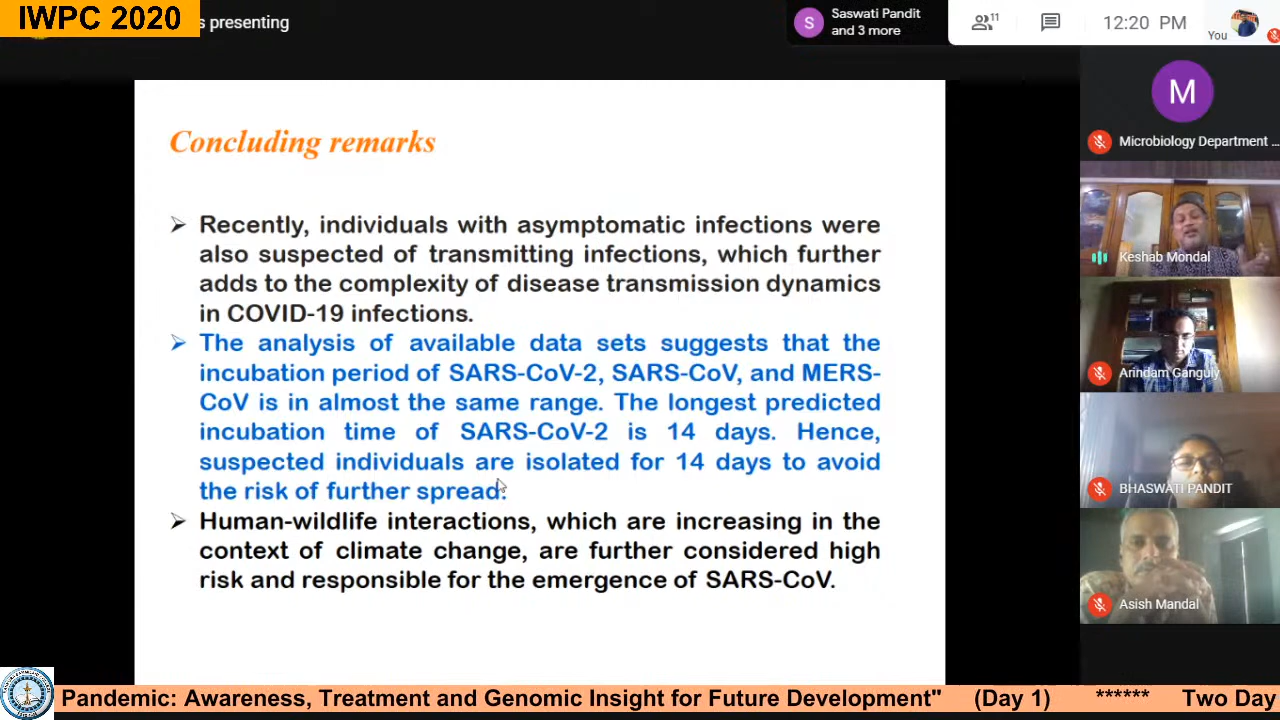 IWPC 2020
s presenting
S
Saswati Pandit
and 3 more
11
12:20 PM
You
M
Microbiology Department ...
Keshab Mondal
Arindam Ganguly
BHASWATI PANDIT
Asish Mandal
Concluding remarks
➢ Recently, individuals with asymptomatic infections were
also suspected of transmitting infections, which further
adds to the complexity of disease transmission dynamics
in COVID-19 infections.
➢ The analysis of available data sets suggests that the
incubation period of SARS-CoV-2, SARS-CoV, and MERS-
CoV is in almost the same range. The longest predicted
incubation time of SARS-CoV-2 is 14 days. Hence,
suspected individuals are isolated for 14 days to avoid
the risk of further spread.
➢ Human-wildlife interactions, which are increasing in the
context of climate change, are further considered high
risk and responsible for the emergence of SARS-CoV.
Pandemic: Awareness, Treatment and Genomic Insight for Future Development" (Day 1) ****** Two Day